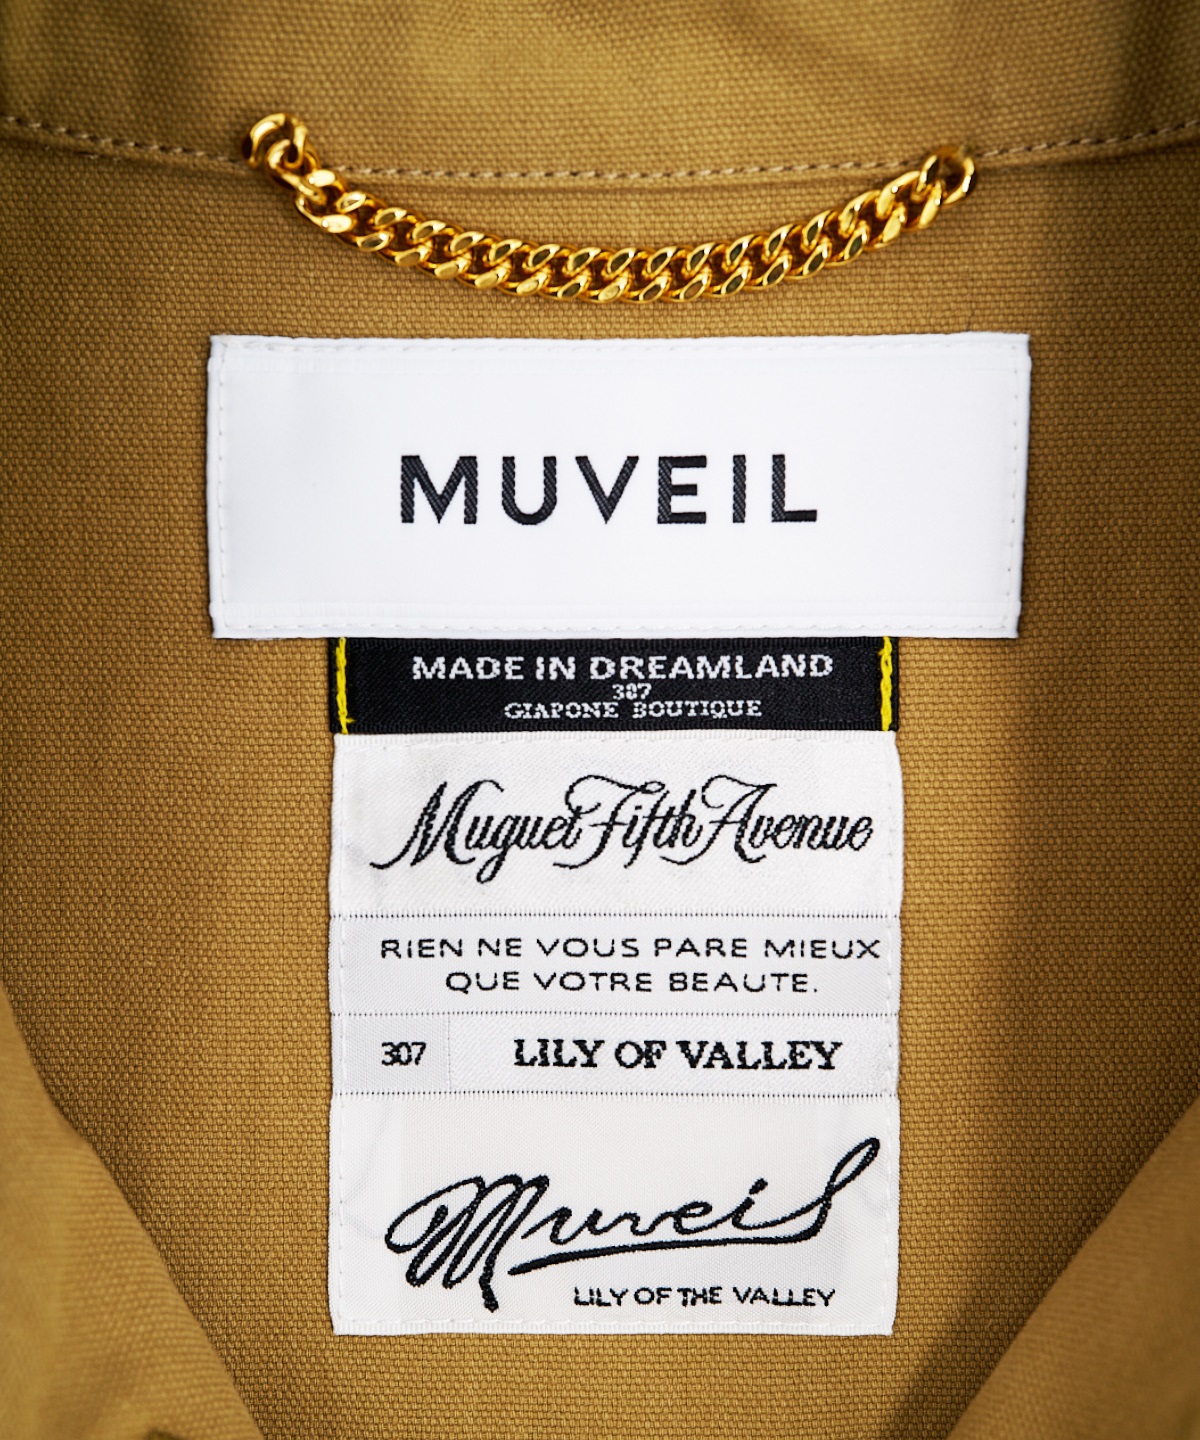 MUVEIL
MADE IN DREAMLAND
307
GIAPONE BOUTIQUE
Muguet Fifth Avenue
RIEN NE VOUS PARE MIEUX
QUE VOTRE BEAUTE.
307 LILY OF VALLEY
Muveil
LILY OF THE VALLEY